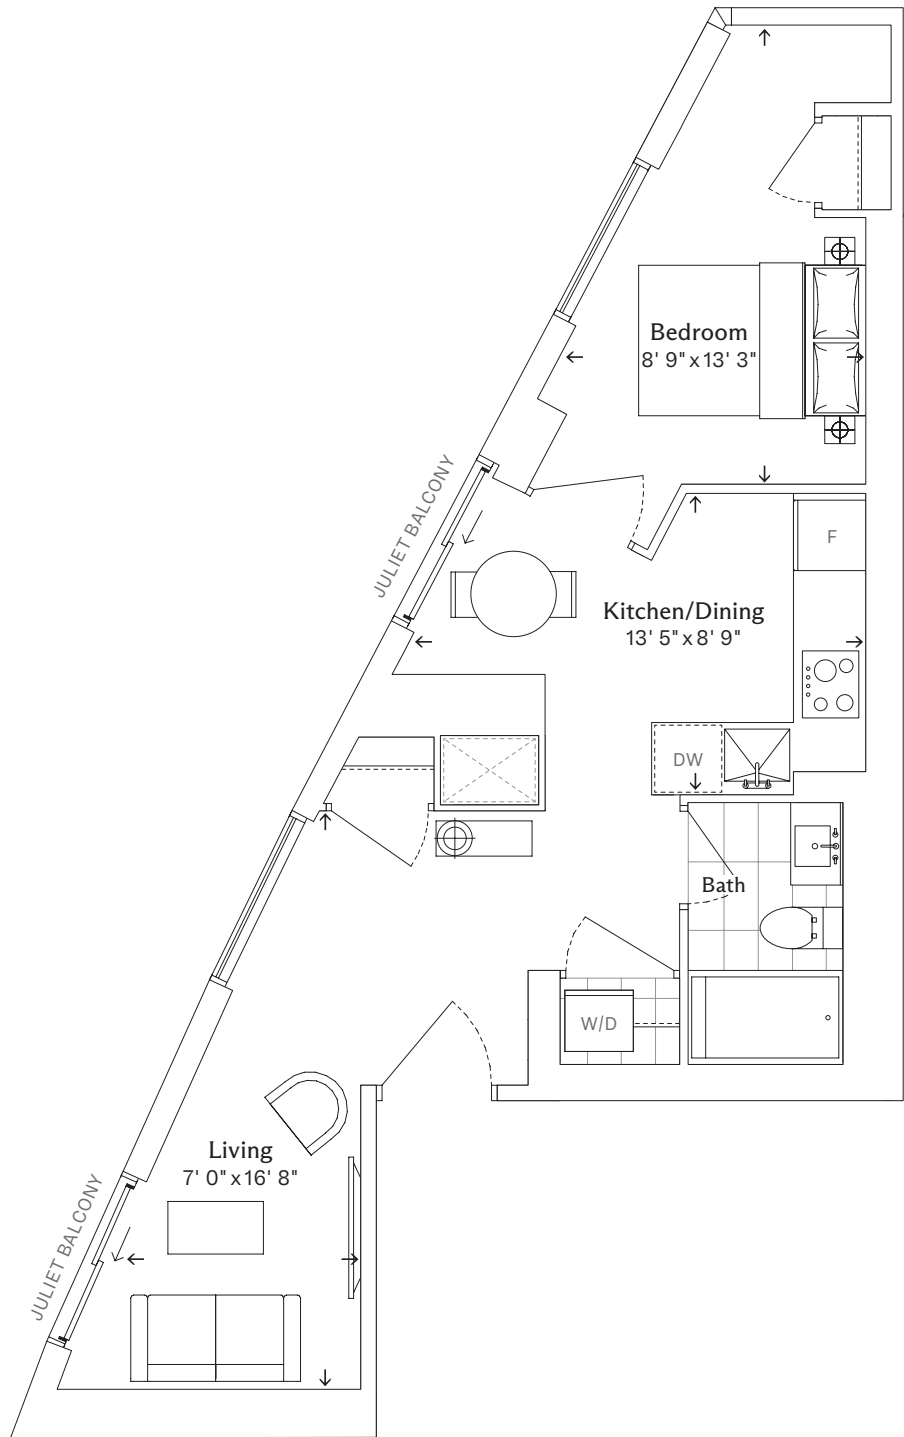 Bedroom
8' 9" x 13' 3"
JULIET BALCONY
F
Kitchen/Dining
13' 5" x 8' 9"
DW
Bath
W/D
Living
7' 0" x 16' 8"
JULIET BALCONY